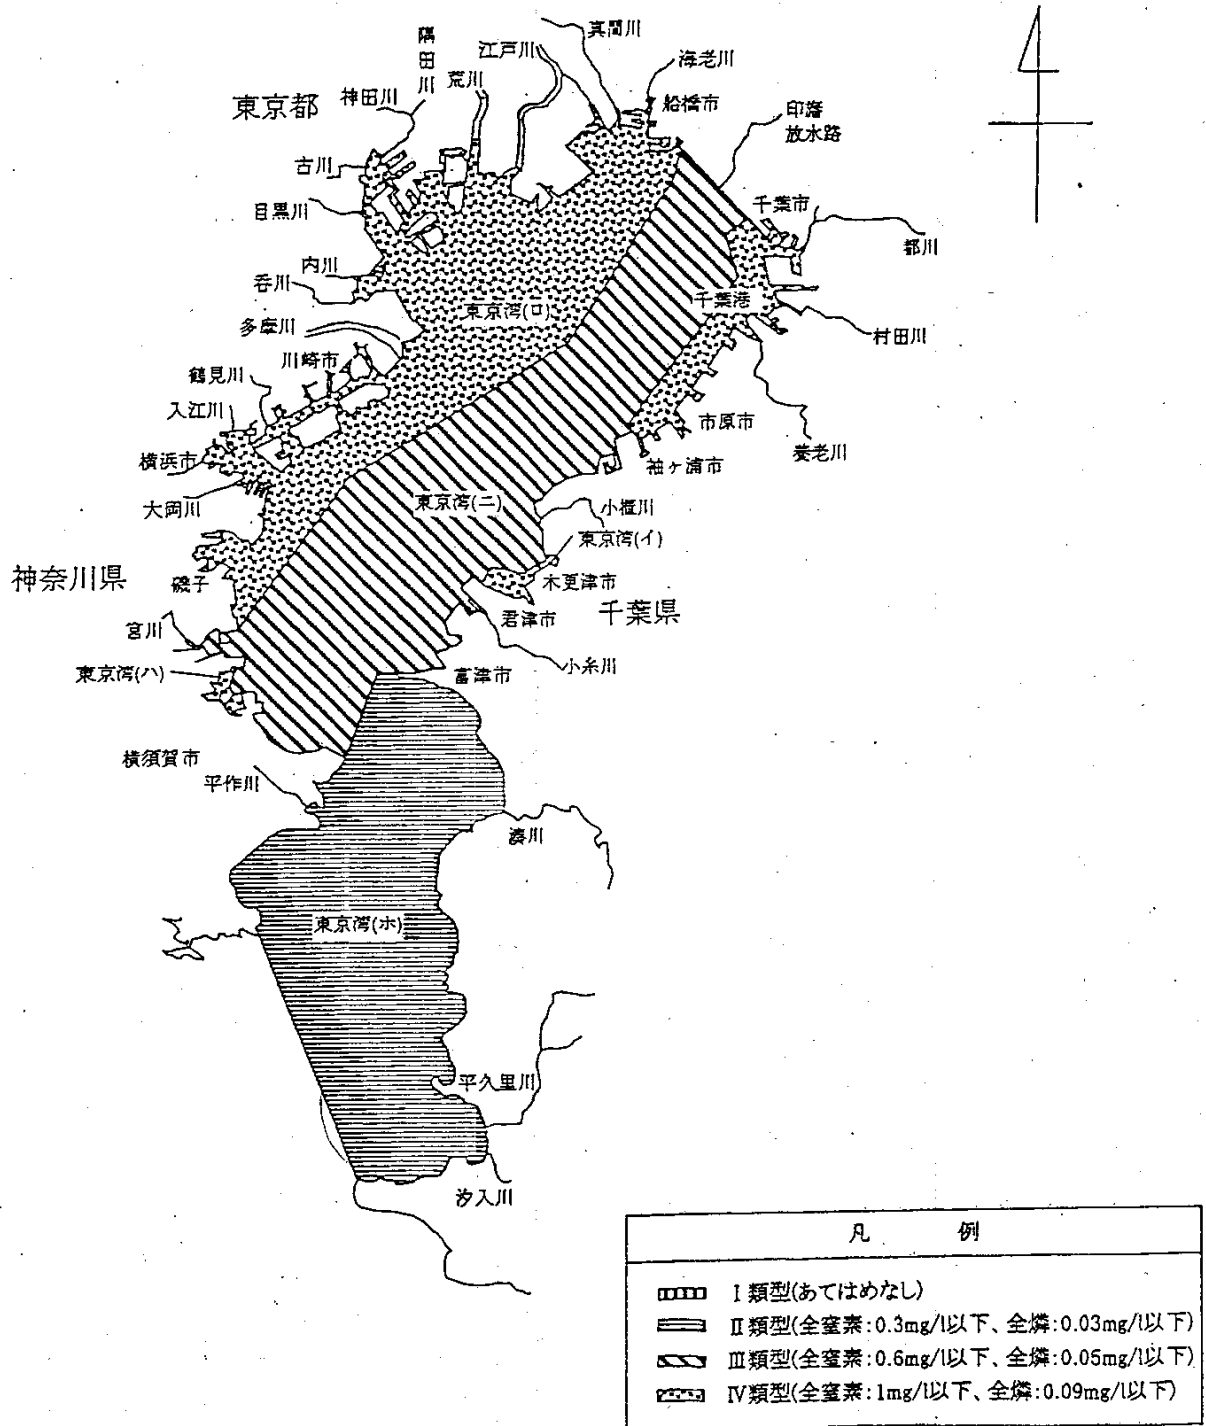 真間川
隅田川
江戸川
海老川
荒川
船橋市
神田川
東京都
印旛
放水路
古川
千葉市
目黒川
都川
内川
呑川
千葉港
東京湾(ロ)
多摩川
村田川
川崎市
鶴見川
入江川
市原市
養老川
横浜市
袖ヶ浦市
東京湾(ニ)
大岡川
小櫃川
東京湾(イ)
神奈川県
磯子
木更津市
千葉県
君津市
宮川
小糸川
東京湾(ハ)
富津市
横須賀市
平作川
湊川
東京湾(ホ)
平久里川
汐入川
凡 例
Ⅰ類型(あてはめなし)
Ⅱ類型(全窒素:0.3mg/l以下、全燐:0.03mg/l以下)
Ⅲ類型(全窒素:0.6mg/l以下、全燐:0.05mg/l以下)
Ⅳ類型(全窒素:1mg/l以下、全燐:0.09mg/l以下)